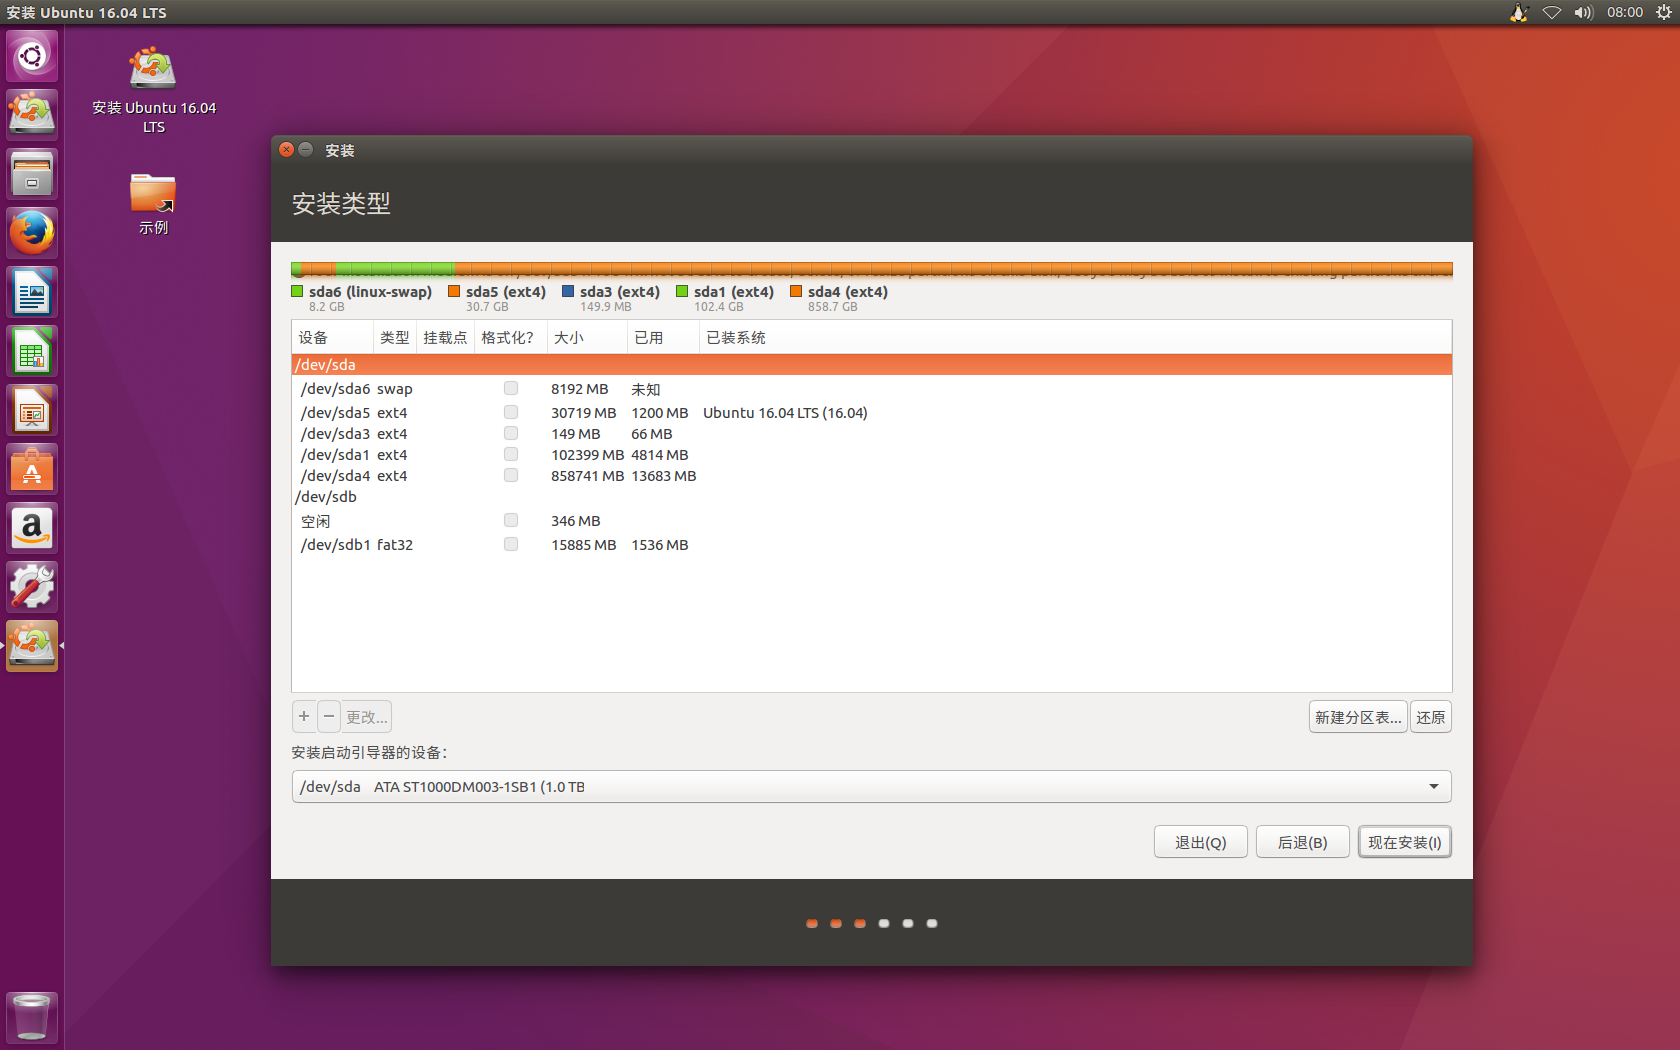 安装 Ubuntu 16.04 LTS
08:00
安装 Ubuntu 16.04
LTS
示例
安装
安装类型
sda6 (linux-swap) sda5 (ext4) sda3 (ext4) sda1 (ext4) sda4 (ext4)
8.2 GB 30.7 GB 149.9 MB 102.4 GB 858.7 GB
设备 类型 挂载点 格式化? 大小 已用 已装系统
/dev/sda
/dev/sda6 swap 8192 MB 未知
/dev/sda5 ext4 30719 MB 1200 MB Ubuntu 16.04 LTS (16.04)
/dev/sda3 ext4 149 MB 66 MB
/dev/sda1 ext4 102399 MB 4814 MB
/dev/sda4 ext4 858741 MB 13683 MB
/dev/sdb
空闲 346 MB
/dev/sdb1 fat32 15885 MB 1536 MB
+ − 更改... 新建分区表... 还原
安装启动引导器的设备:
/dev/sda ATA ST1000DM003-1SB1 (1.0 TB
退出(Q) 后退(B) 现在安装(I)